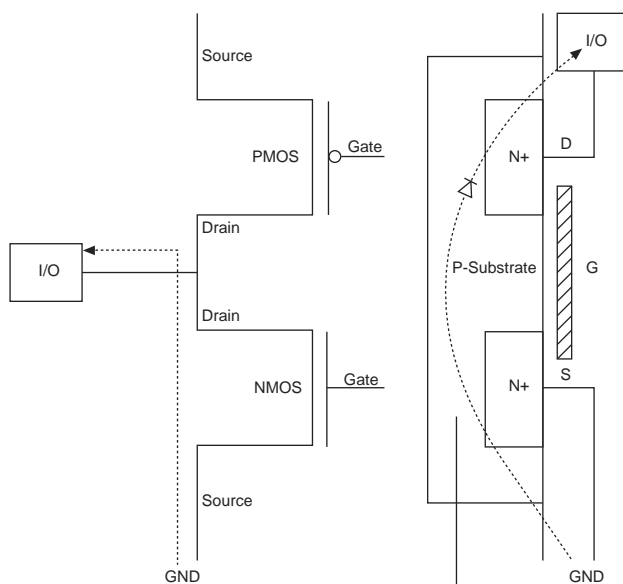 Source
PMOS
Gate
Drain
I/O
Drain
NMOS
Gate
Source
GND
I/O
N+
D
P-Substrate
G
S
N+
GND